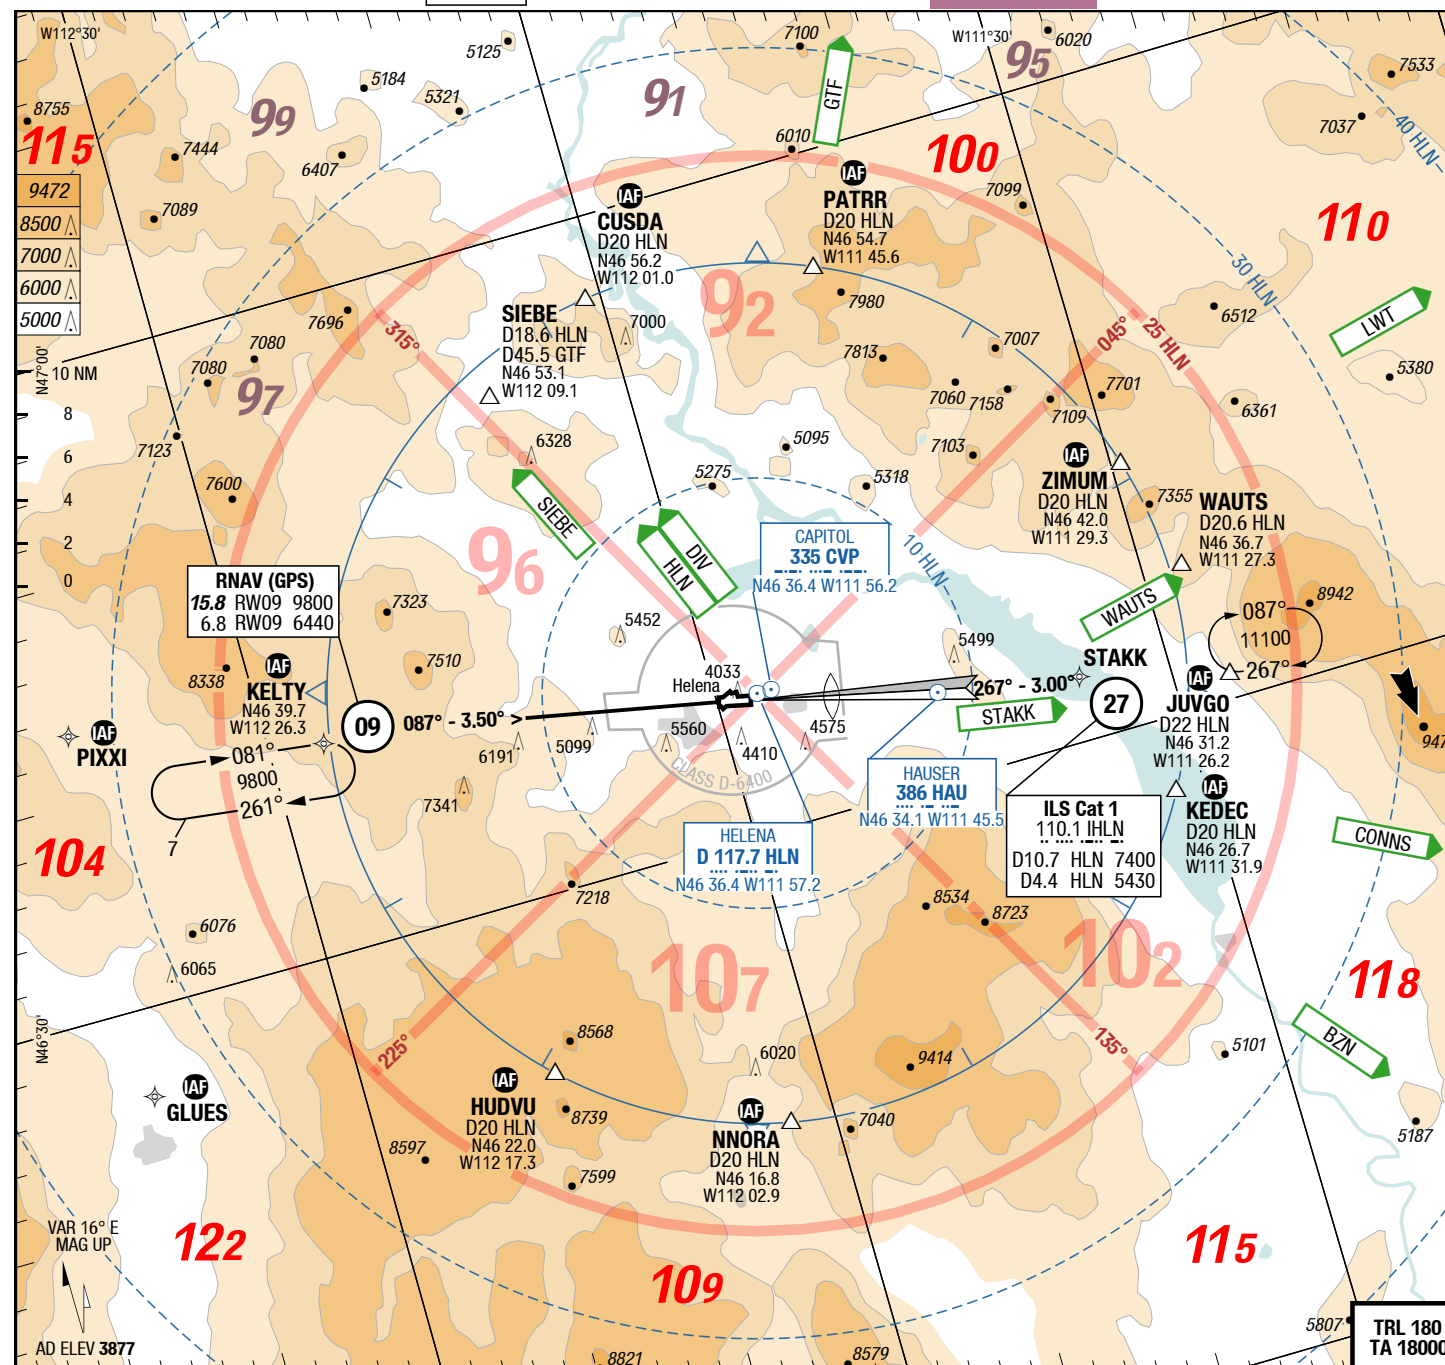 W112°30'
5125
7100
W111°30'
6020
95
7533
5184
5321
91
GTF
8755
99
7037
40 HLN
115
7444
6407
6010
100
9472
8500
7000
6000
5000
7089
IAF
CUSDA
D20 HLN
N46 56.2
W112 01.0
IAF
PATRR
D20 HLN
N46 54.7
W111 45.6
7099
110
30 HLN
92
7980
7696
315°
SIEBE
D18.6 HLN
D45.5 GTF
N46 53.1
W112 09.1
7000
7813
7007
045°
25 HLN
6512
LWT
N47°00'
10 NM
8
6
4
2
0
7080
7080
97
7060
7158
7109
7701
5380
6361
7123
6328
5095
7103
7600
SIEBE
5275
5318
IAF
ZIMUM
D20 HLN
N46 42.0
W111 29.3
7355
WAUTS
D20.6 HLN
N46 36.7
W111 27.3
96
DIV
HLN
CAPITOL
335 CVP
N46 36.4 W111 56.2
10 HLN
RNAV (GPS)
15.8 RW09 9800
6.8 RW09 6440
7323
5452
5499
WAUTS
087°
11100
267°
8942
8338
IAF
KELTY
N46 39.7
W112 26.3
7510
Helena
4033
STAKK
267° - 3.00°
27
STAKK
IAF
JUVGO
D22 HLN
N46 31.2
W111 26.2
IAF
PIXXI
09
087° - 3.50° >
081°
9800
261°
7
6191
5099
5560
4410
4575
CLASS D-6400
947
7341
HAUSER
386 HAU
N46 34.1 W111 45.5
IAF
KEDEC
D20 HLN
N46 26.7
W111 31.9
CONNS
104
HELENA
D 117.7 HLN
N46 36.4 W111 57.2
ILS Cat 1
110.1 IHLN
D10.7 HLN 7400
D4.4 HLN 5430
7218
8534
8723
6076
6065
107
102
118
N46°30'
225°
8568
6020
9414
135°
5101
BZN
IAF
GLUES
IAF
HUDVU
D20 HLN
N46 22.0
W112 17.3
8739
IAF
NNORA
D20 HLN
N46 16.8
W112 02.9
7040
5187
8597
7599
VAR 16° E
MAG UP
122
115
109
AD ELEV 3877
8821
8579
5807
TRL 180
TA 18000